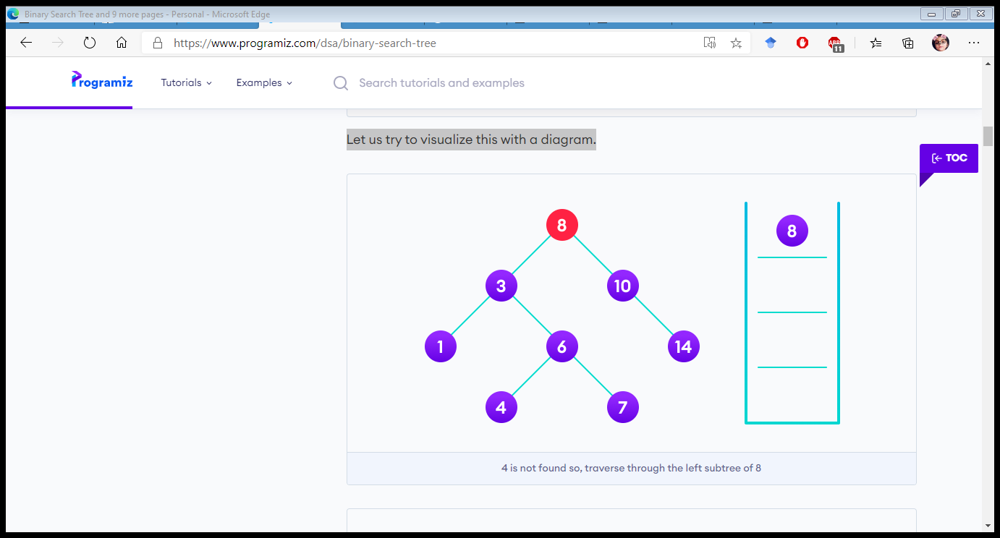 Binary Search Tree and 9 more pages - Personal - Microsoft Edge
https://www.programiz.com/dsa/binary-search-tree
11
Programiz
Tutorials
Examples
Search tutorials and examples
Let us try to visualize this with a diagram.
TOC
8
8
3
10
1
6
14
4
7
4 is not found so, traverse through the left subtree of 8